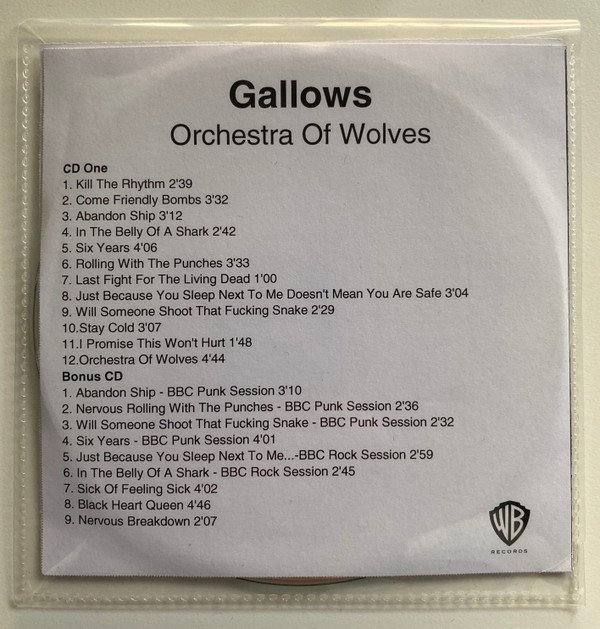 Gallows
Orchestra Of Wolves
CD One
1. Kill The Rhythm 2'39
2. Come Friendly Bombs 3'32
3. Abandon Ship 3'12
4. In The Belly Of A Shark 2'42
5. Six Years 4'06
6. Rolling With The Punches 3'33
7. Last Fight For The Living Dead 1'00
8. Just Because You Sleep Next To Me Doesn't Mean You Are Safe 3'04
9. Will Someone Shoot That Fucking Snake 2'29
10.Stay Cold 3'07
11.I Promise This Won't Hurt 1'48
12.Orchestra Of Wolves 4'44
Bonus CD
1. Abandon Ship - BBC Punk Session 3'10
2. Nervous Rolling With The Punches - BBC Punk Session 2'36
3. Will Someone Shoot That Fucking Snake - BBC Punk Session 2'32
4. Six Years - BBC Punk Session 4'01
5. Just Because You Sleep Next To Me...-BBC Rock Session 2'59
6. In The Belly Of A Shark - BBC Rock Session 2'45
7. Sick Of Feeling Sick 4'02
8. Black Heart Queen 4'46
9. Nervous Breakdown 2'07
WB
RECORDS